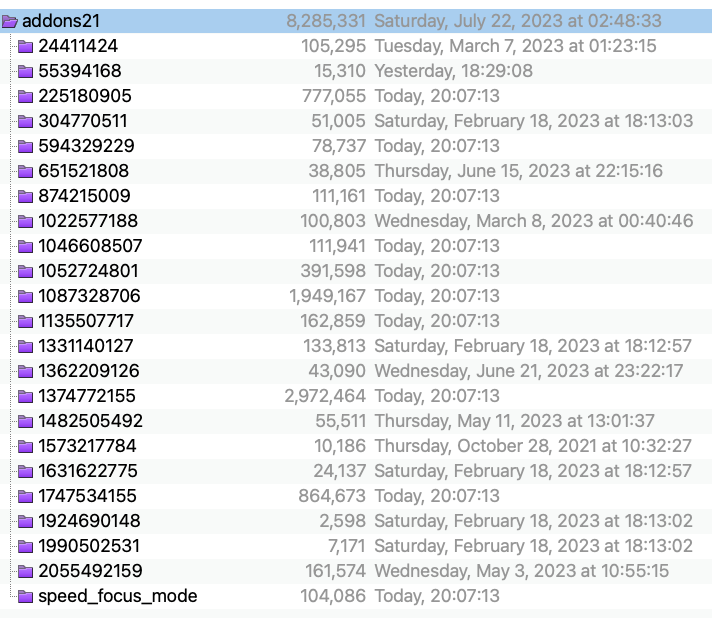 addons21 8,285,331 Saturday, July 22, 2023 at 02:48:33
24411424 105,295 Tuesday, March 7, 2023 at 01:23:15
55394168 15,310 Yesterday, 18:29:08
225180905 777,055 Today, 20:07:13
304770511 51,005 Saturday, February 18, 2023 at 18:13:03
594329229 78,737 Today, 20:07:13
651521808 38,805 Thursday, June 15, 2023 at 22:15:16
874215009 111,161 Today, 20:07:13
1022577188 100,803 Wednesday, March 8, 2023 at 00:40:46
1046608507 111,941 Today, 20:07:13
1052724801 391,598 Today, 20:07:13
1087328706 1,949,167 Today, 20:07:13
1135507717 162,859 Today, 20:07:13
1331140127 133,813 Saturday, February 18, 2023 at 18:12:57
1362209126 43,090 Wednesday, June 21, 2023 at 23:22:17
1374772155 2,972,464 Today, 20:07:13
1482505492 55,511 Thursday, May 11, 2023 at 13:01:37
1573217784 10,186 Thursday, October 28, 2021 at 10:32:27
1631622775 24,137 Saturday, February 18, 2023 at 18:12:57
1747534155 864,673 Today, 20:07:13
1924690148 2,598 Saturday, February 18, 2023 at 18:13:02
1990502531 7,171 Saturday, February 18, 2023 at 18:13:02
2055492159 161,574 Wednesday, May 3, 2023 at 10:55:15
speed_focus_mode 104,086 Today, 20:07:13